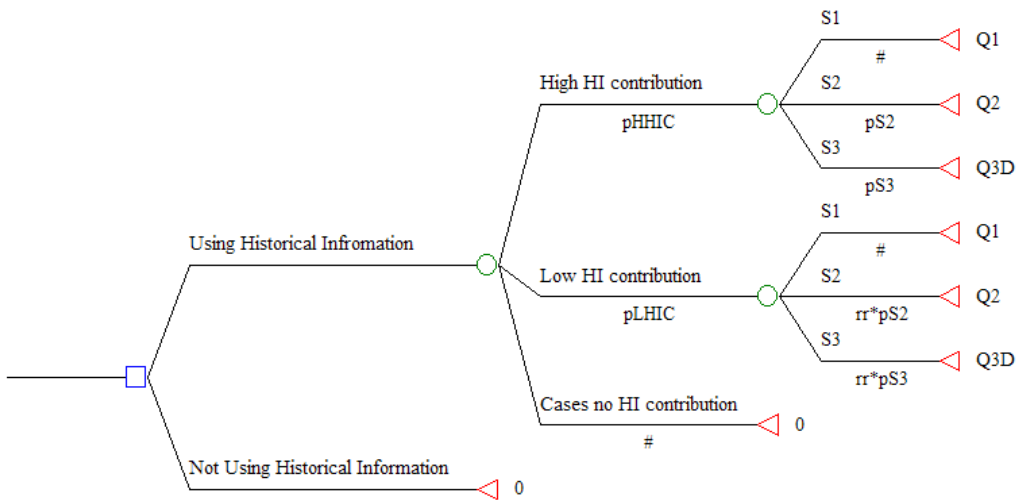 S1
Q1
#
High HI contribution
S2
Q2
pHHIC
pS2
S3
Q3D
pS3
S1
Q1
Using Historical Infromation
#
Low HI contribution
S2
Q2
pLHIC
rr*pS2
S3
Q3D
rr*pS3
Cases no HI contribution
0
#
Not Using Historical Information
0